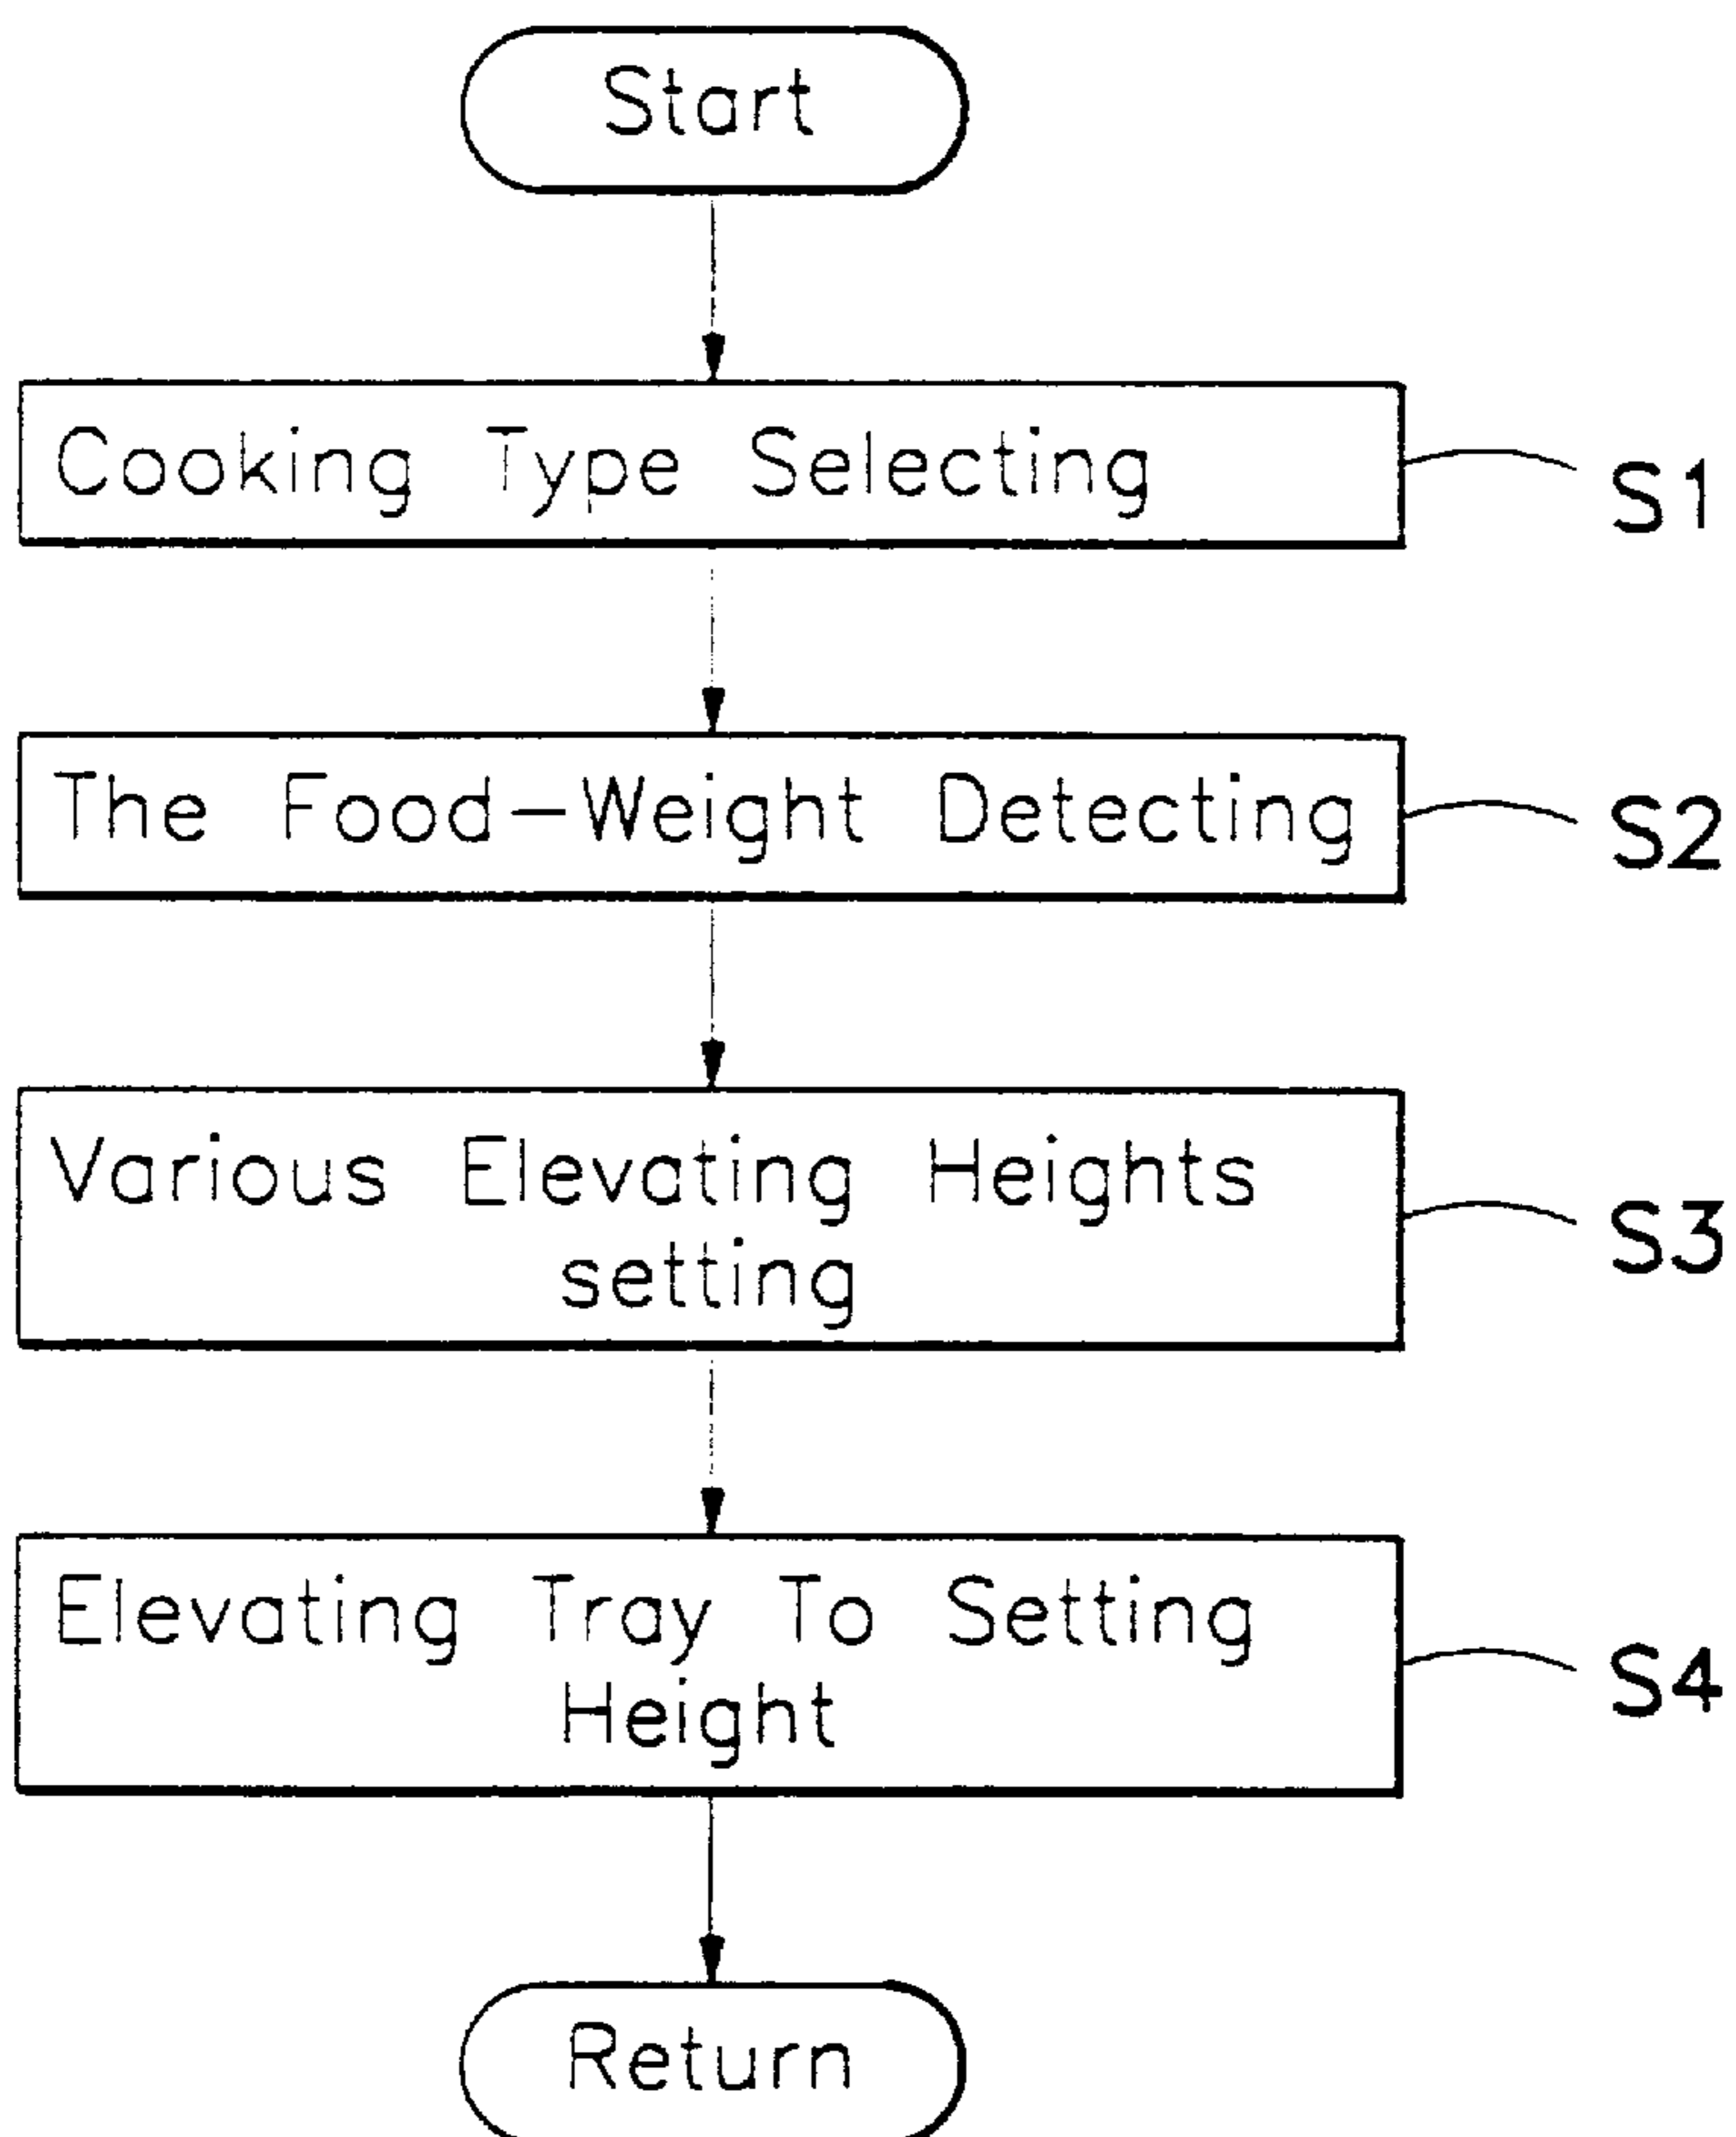 Start
Cooking Type Selecting
S1
The Food-Weight Detecting
S2
Various Elevating Heights
setting
S3
Elevating Tray To Setting
Height
S4
Return